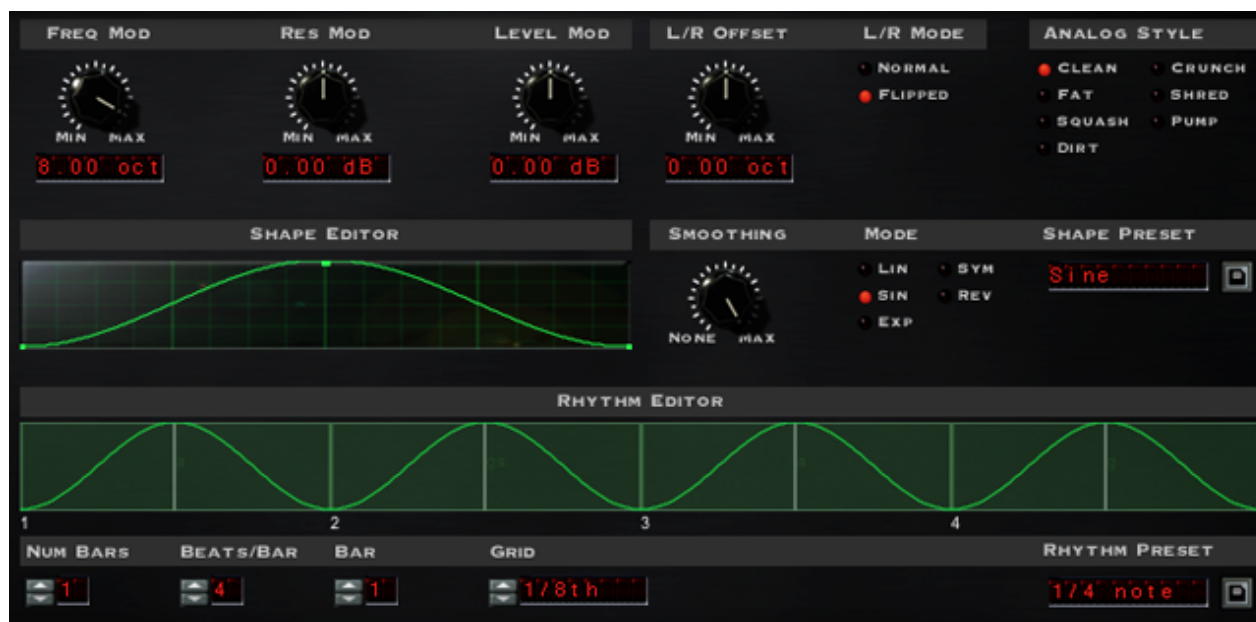 FREQ MOD RES MOD LEVEL MOD L/R OFFSET L/R MODE ANALOG STYLE
NORMAL CLEAN CRUNCH
FLIPPED FAT SHRED
MIN MAX MIN MAX MIN MAX MIN MAX SQUASH PUMP
DIRT
8.00 oct 0.00 dB 0.00 dB 0.00 oct
SHAPE EDITOR SMOOTHING MODE SHAPE PRESET
LIN SYM Sine
SIN REV
EXP
NONE MAX
RHYTHM EDITOR
1 2 3 4
NUM BARS BEATS/BAR BAR GRID RHYTHM PRESET
1 4 1 1/8th 1/4 note